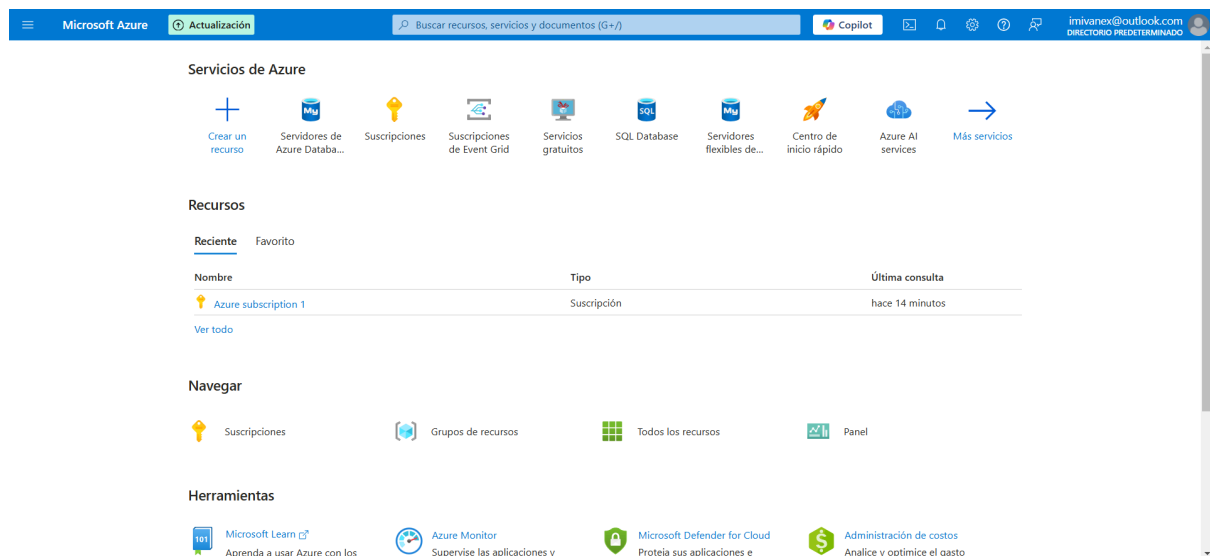 Microsoft Azure
Actualización
Buscar recursos, servicios y documentos (G+/)
Copilot
imivanex@outlook.com
DIRECTORIO PREDETERMINADO
Servicios de Azure
Crear un recurso
Servidores de Azure Databa...
Suscripciones
Suscripciones de Event Grid
Servicios gratuitos
SQL Database
Servidores flexibles de...
Centro de inicio rápido
Azure AI services
Más servicios
Recursos
Reciente Favorito
Nombre Tipo Última consulta
Azure subscription 1 Suscripción hace 14 minutos
Ver todo
Navegar
Suscripciones Grupos de recursos Todos los recursos Panel
Herramientas
101
Microsoft Learn
Aprenda a usar Azure con los
Azure Monitor
Supervise las aplicaciones y
Microsoft Defender for Cloud
Proteja sus aplicaciones e
Administración de costos
Analice y optimice el gasto